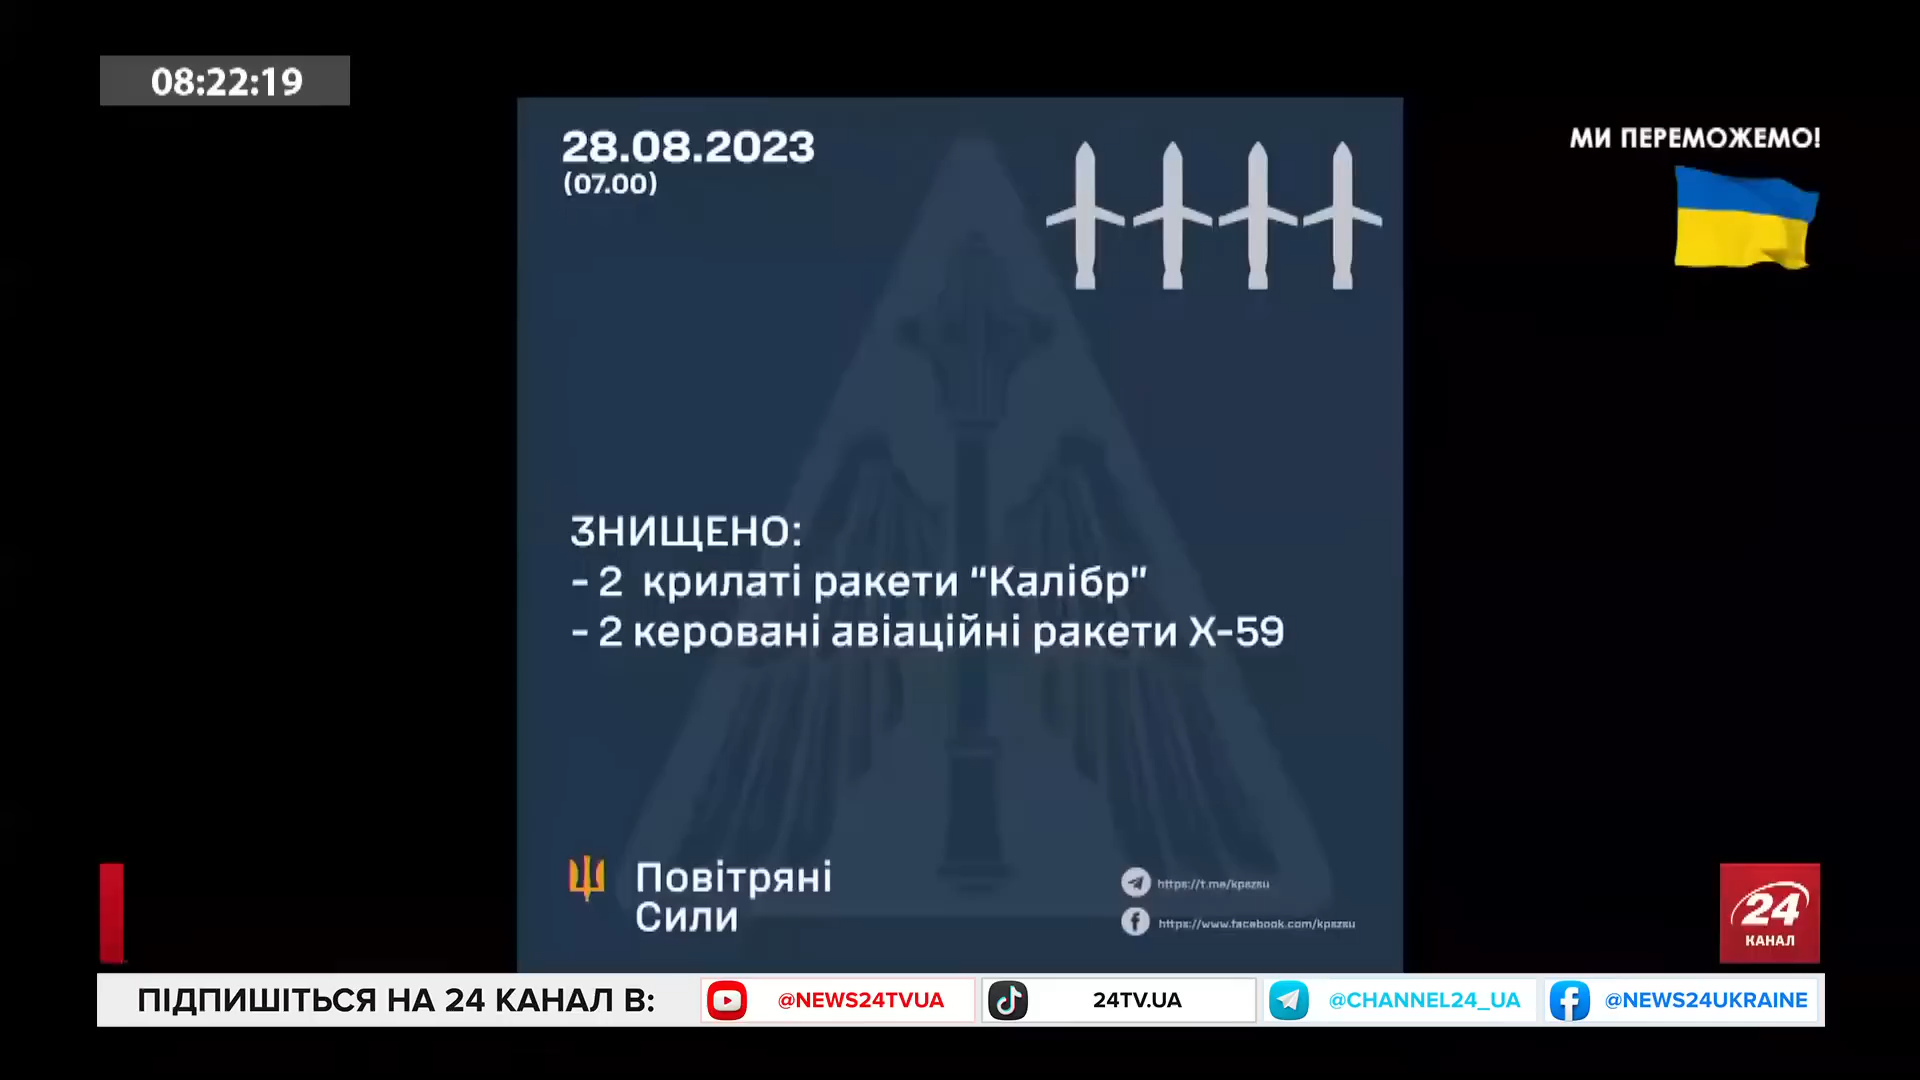 08:22:19
28.08.2023
(07.00)
МИ ПЕРЕМОЖЕМО!
ЗНИЩЕНО:
- 2 крилаті ракети “Калібр”
- 2 керовані авіаційні ракети Х-59
Повітряні
Сили
https://t.me/kpszsu
https://www.facebook.com/kpszsu
24
КАНАЛ
ПІДПИШІТЬСЯ НА 24 КАНАЛ В:
@NEWS24TVUA
24TV.UA
@CHANNEL24_UA
@NEWS24UKRAINE